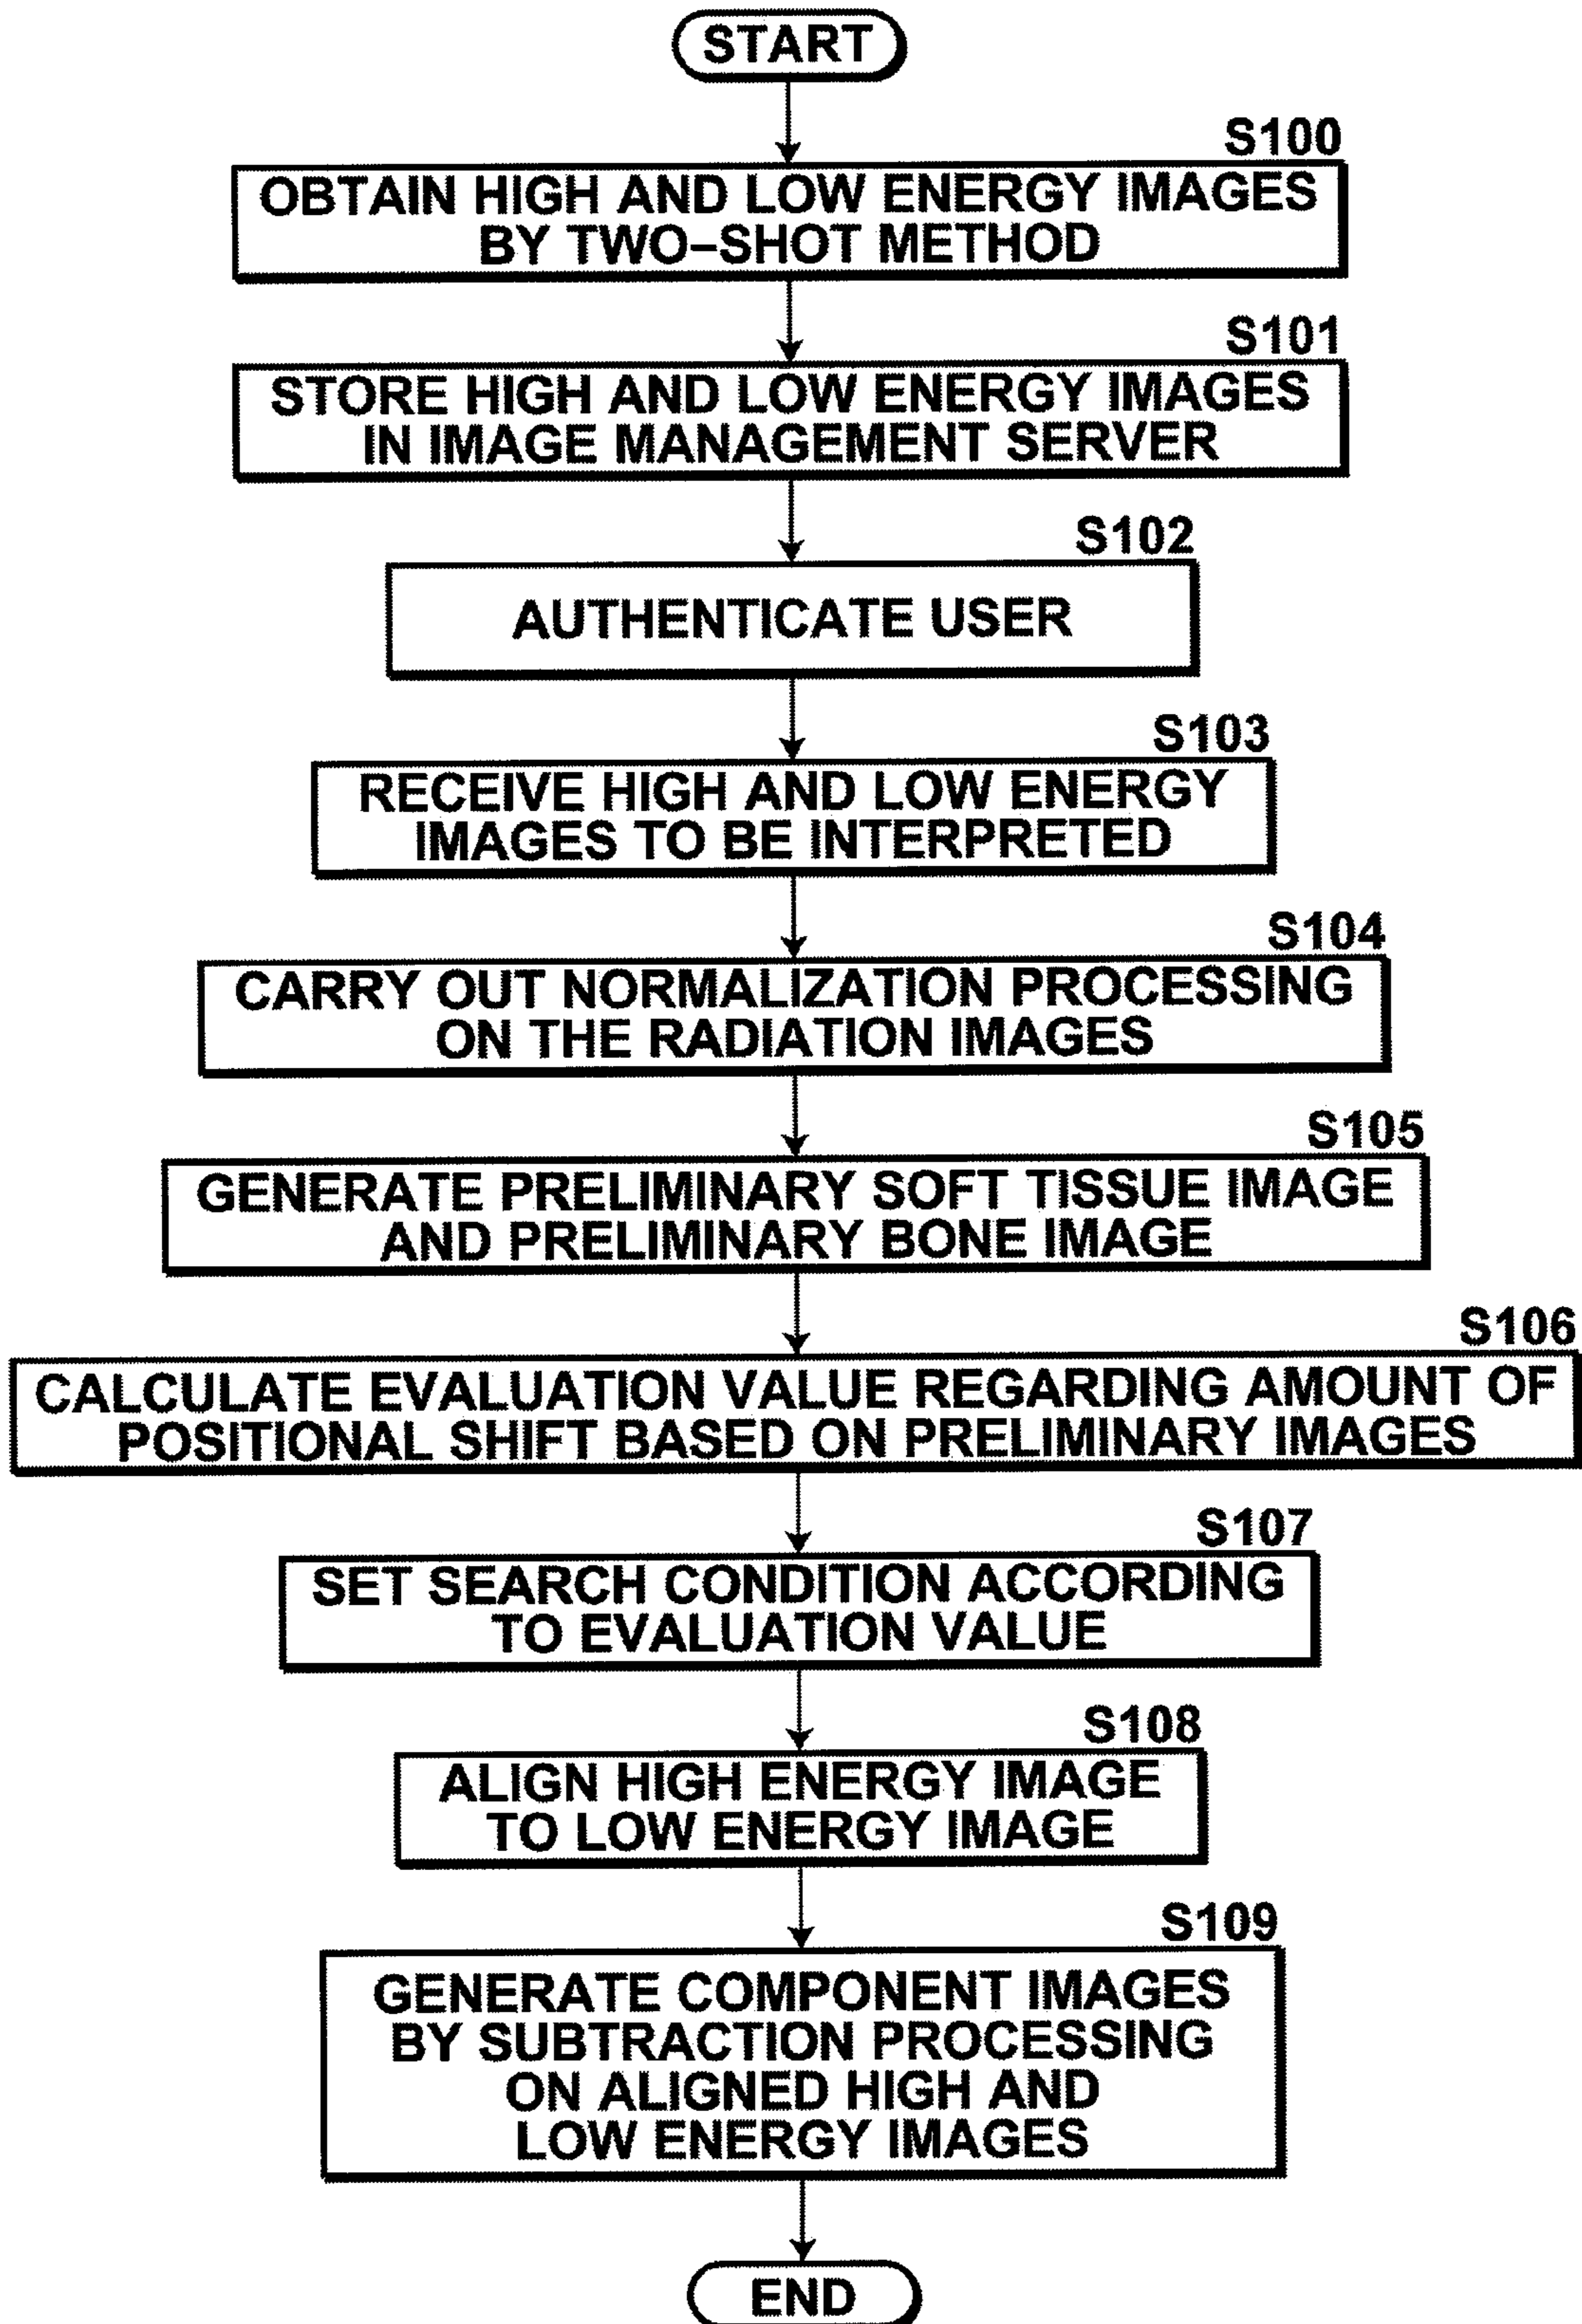 START
S100
OBTAIN HIGH AND LOW ENERGY IMAGES
BY TWO–SHOT METHOD
S101
STORE HIGH AND LOW ENERGY IMAGES
IN IMAGE MANAGEMENT SERVER
S102
AUTHENTICATE USER
S103
RECEIVE HIGH AND LOW ENERGY
IMAGES TO BE INTERPRETED
S104
CARRY OUT NORMALIZATION PROCESSING
ON THE RADIATION IMAGES
S105
GENERATE PRELIMINARY SOFT TISSUE IMAGE
AND PRELIMINARY BONE IMAGE
S106
CALCULATE EVALUATION VALUE REGARDING AMOUNT OF
POSITIONAL SHIFT BASED ON PRELIMINARY IMAGES
S107
SET SEARCH CONDITION ACCORDING
TO EVALUATION VALUE
S108
ALIGN HIGH ENERGY IMAGE
TO LOW ENERGY IMAGE
S109
GENERATE COMPONENT IMAGES
BY SUBTRACTION PROCESSING
ON ALIGNED HIGH AND
LOW ENERGY IMAGES
END